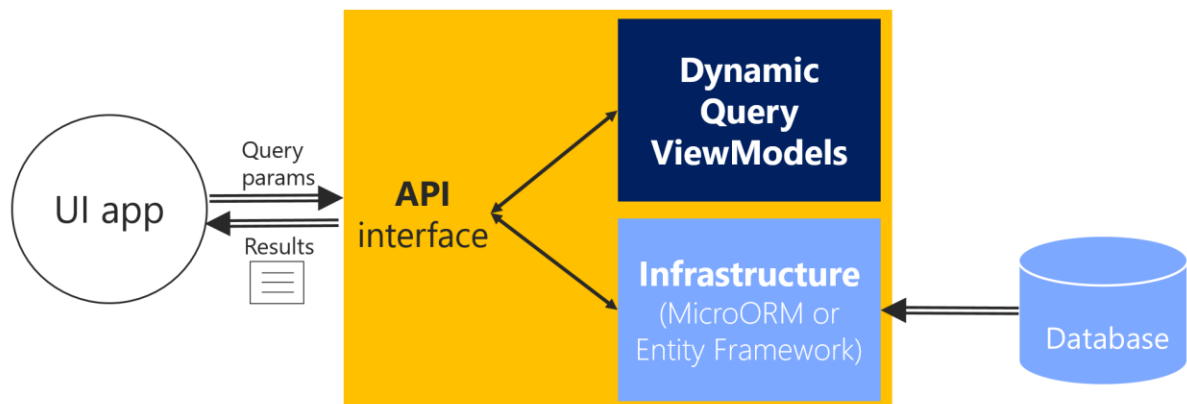 UI app
Query
params
Results
API
interface
Dynamic
Query
ViewModels
Infrastructure
(MicroORM or
Entity Framework)
Database